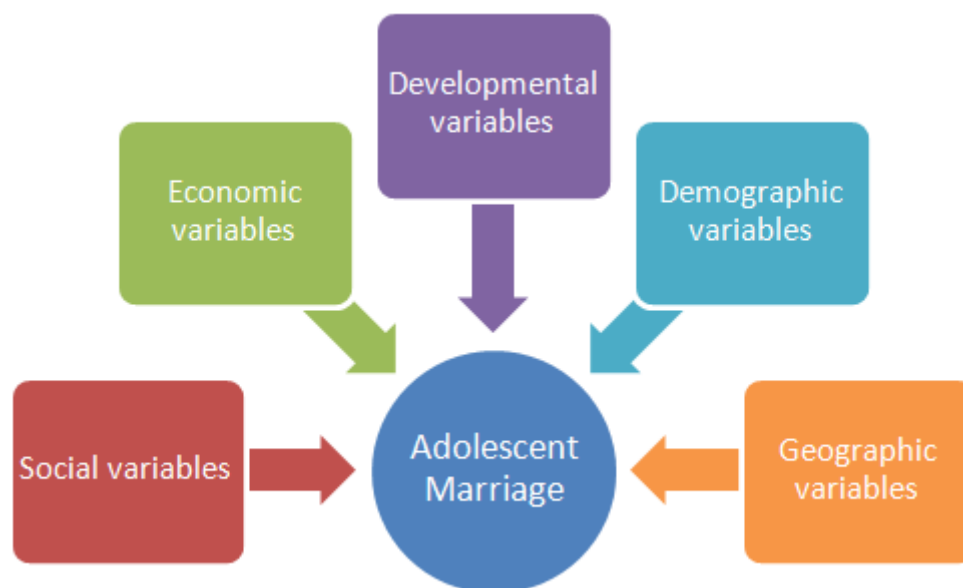 Developmental
variables
Economic
variables
Demographic
variables
Social variables
Adolescent
Marriage
Geographic
variables